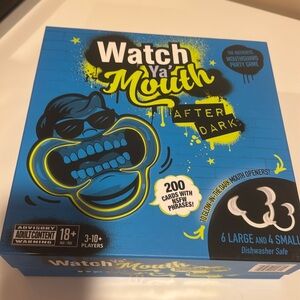 Watch
Ya'
Mouth
THE AUTHENTIC
MOUTHGUARD
PARTY GAME
AFTER
DARK
200
CARDS WITH
NSFW
PHRASES!
10 GLOW-IN-THE-DARK MOUTH OPENERS!
6 LARGE AND 4 SMALL
Dishwasher Safe
ADVISORY
ADULT CONTENT
WARNING
18+
3-10+
PLAYERS
Watch Ya' Mouth